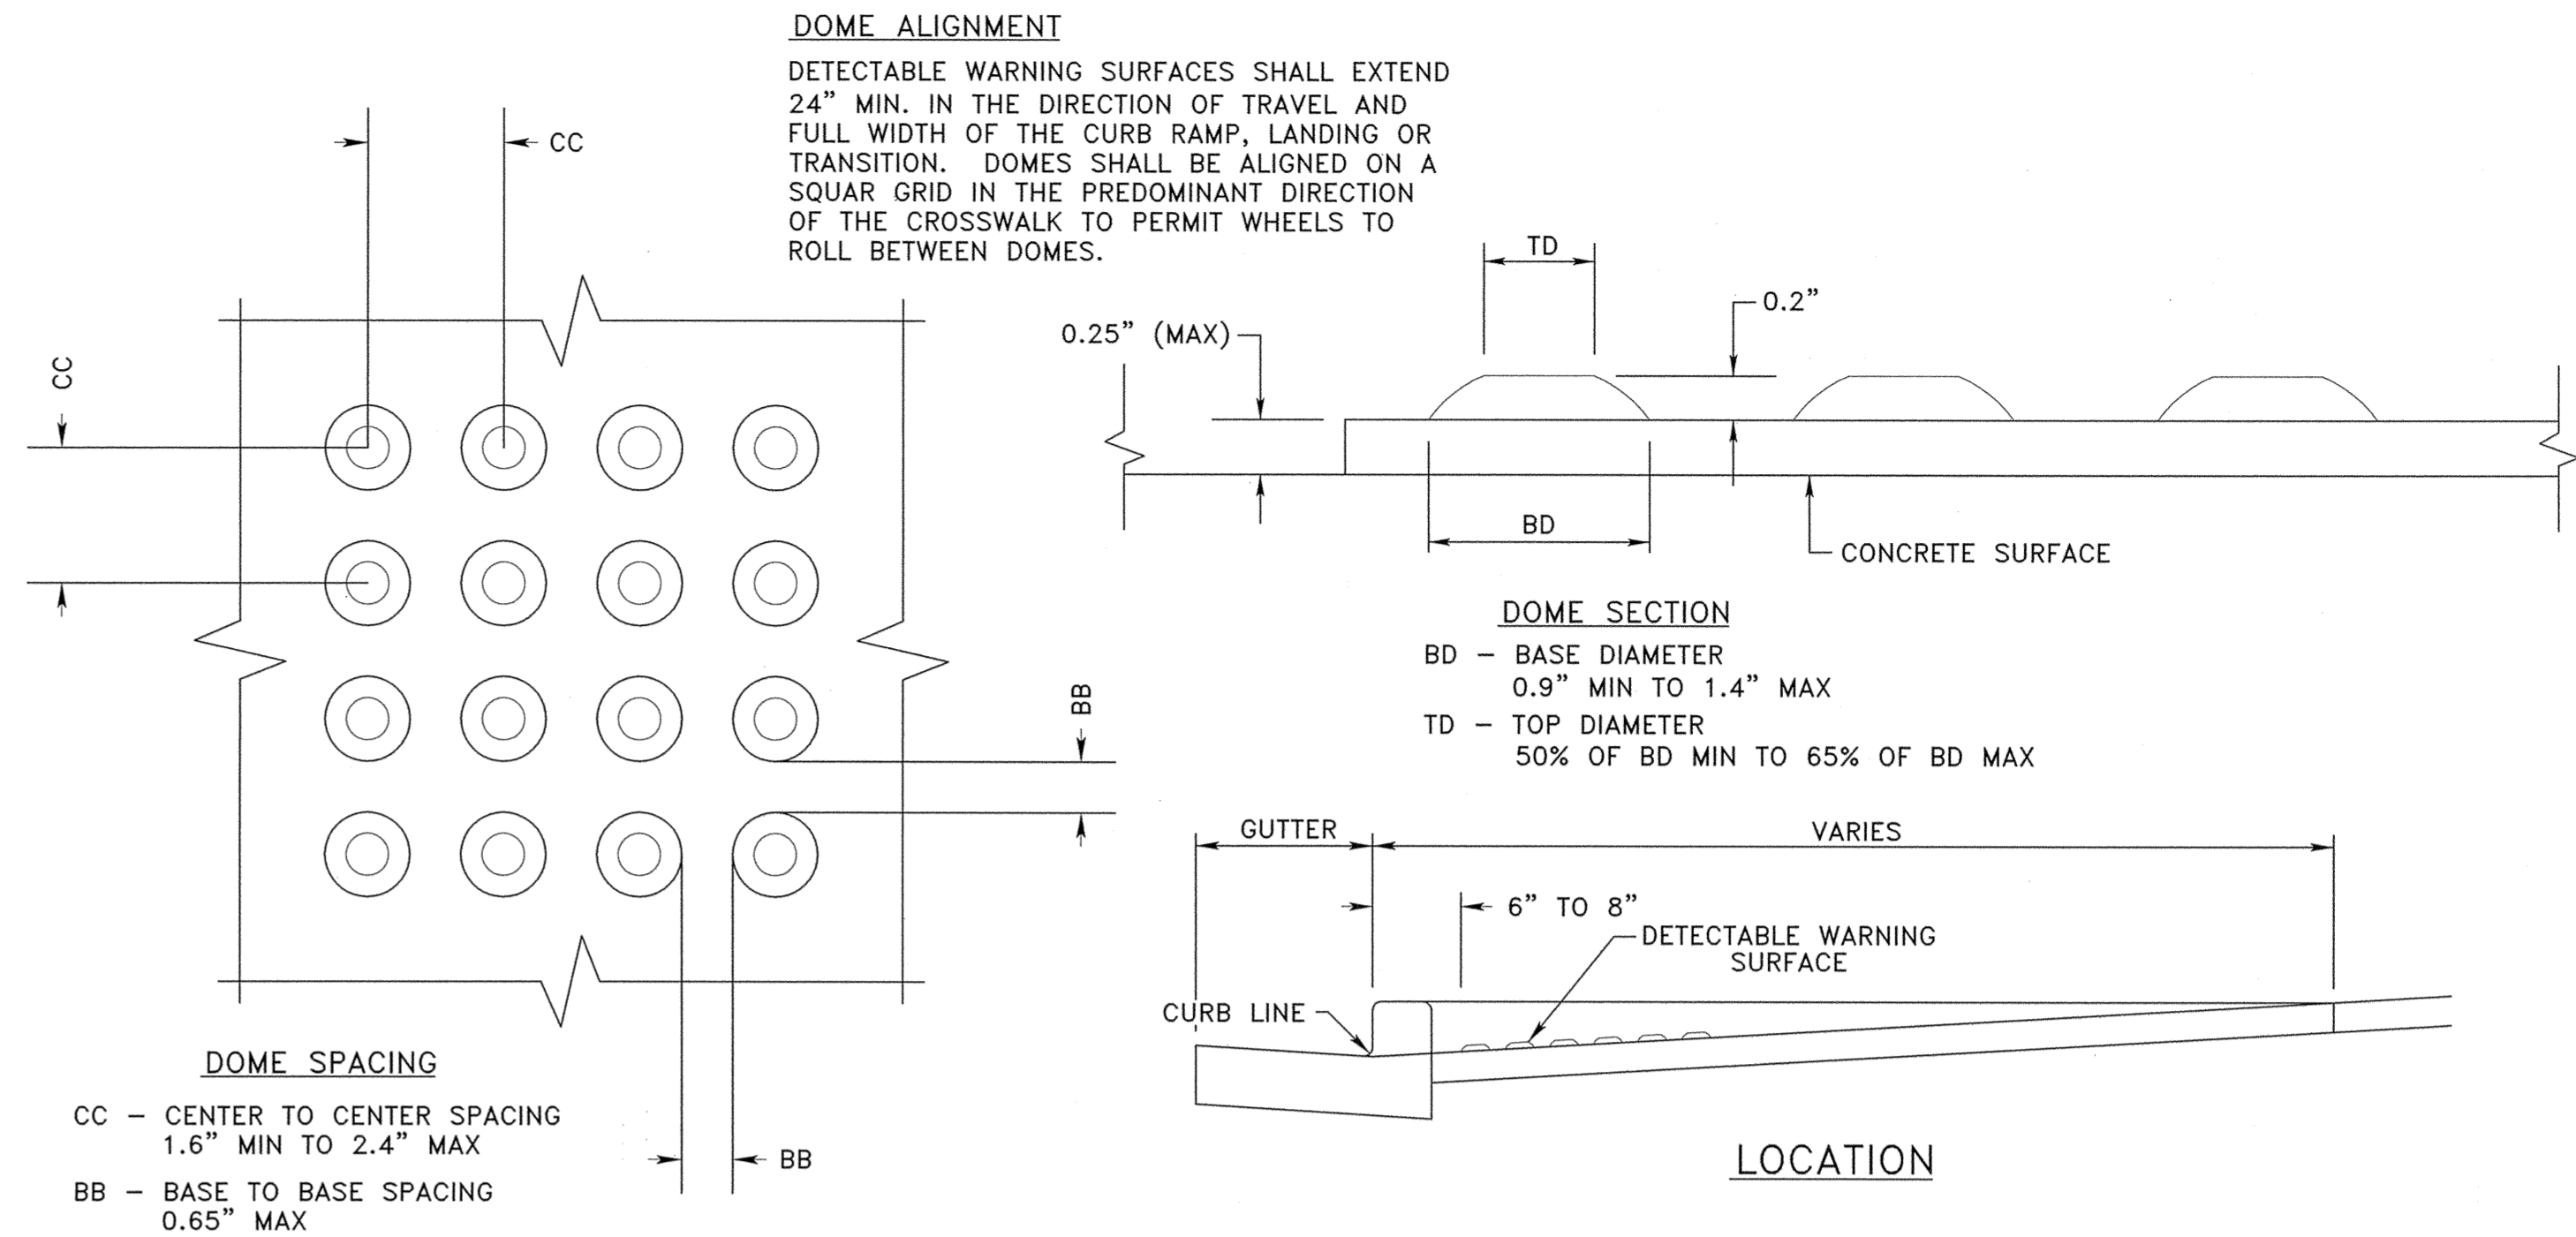 DOME ALIGNMENT
DETECTABLE WARNING SURFACES SHALL EXTEND
24” MIN. IN THE DIRECTION OF TRAVEL AND
FULL WIDTH OF THE CURB RAMP, LANDING OR
TRANSITION. DOMES SHALL BE ALIGNED ON A
SQUAR GRID IN THE PREDOMINANT DIRECTION
OF THE CROSSWALK TO PERMIT WHEELS TO
ROLL BETWEEN DOMES.
CC
CC
BB
BB
DOME SPACING
CC – CENTER TO CENTER SPACING
1.6” MIN TO 2.4” MAX
BB – BASE TO BASE SPACING
0.65” MAX
TD
0.2”
0.25” (MAX)
BD
CONCRETE SURFACE
DOME SECTION
BD – BASE DIAMETER
0.9” MIN TO 1.4” MAX
TD – TOP DIAMETER
50% OF BD MIN TO 65% OF BD MAX
GUTTER
VARIES
6” TO 8”
DETECTABLE WARNING
SURFACE
CURB LINE
LOCATION